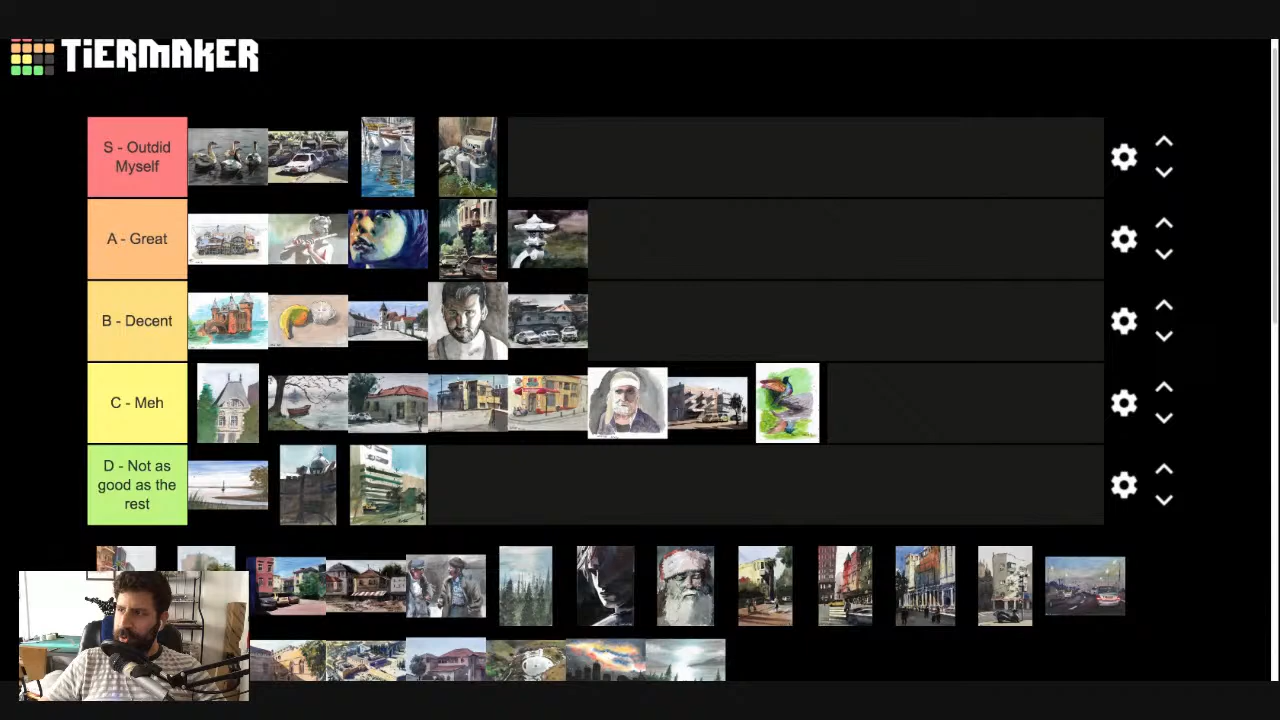 TiERMAKER
S - Outdid
Myself
A - Great
B - Decent
C - Meh
D - Not as
good as the
rest